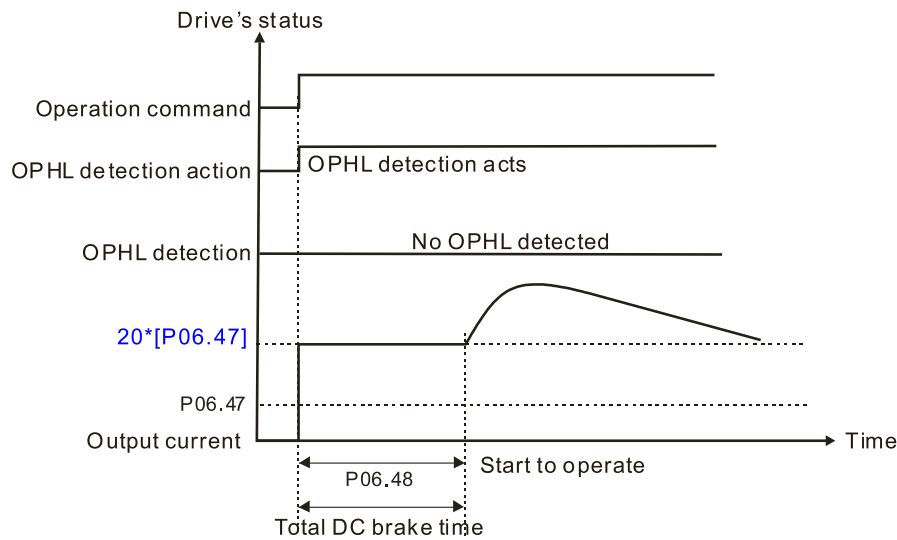 Drive's status
Operation command
OPHL detection action
OPHL detection acts
OPHL detection
No OPHL detected
20*[P06.47]
P06.47
Output current
Time
Start to operate
P06.48
Total DC brake time